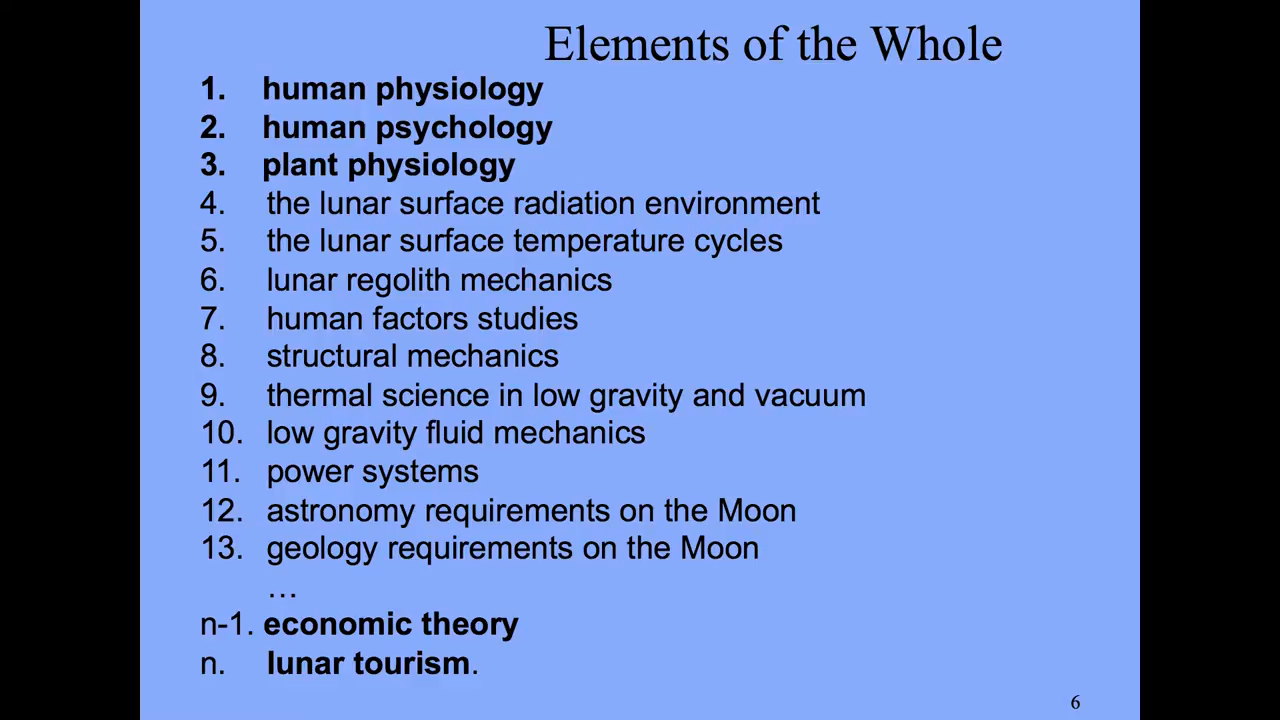 Elements of the Whole
1. human physiology
2. human psychology
3. plant physiology
4. the lunar surface radiation environment
5. the lunar surface temperature cycles
6. lunar regolith mechanics
7. human factors studies
8. structural mechanics
9. thermal science in low gravity and vacuum
10. low gravity fluid mechanics
11. power systems
12. astronomy requirements on the Moon
13. geology requirements on the Moon
…
n-1. economic theory
n. lunar tourism.
6